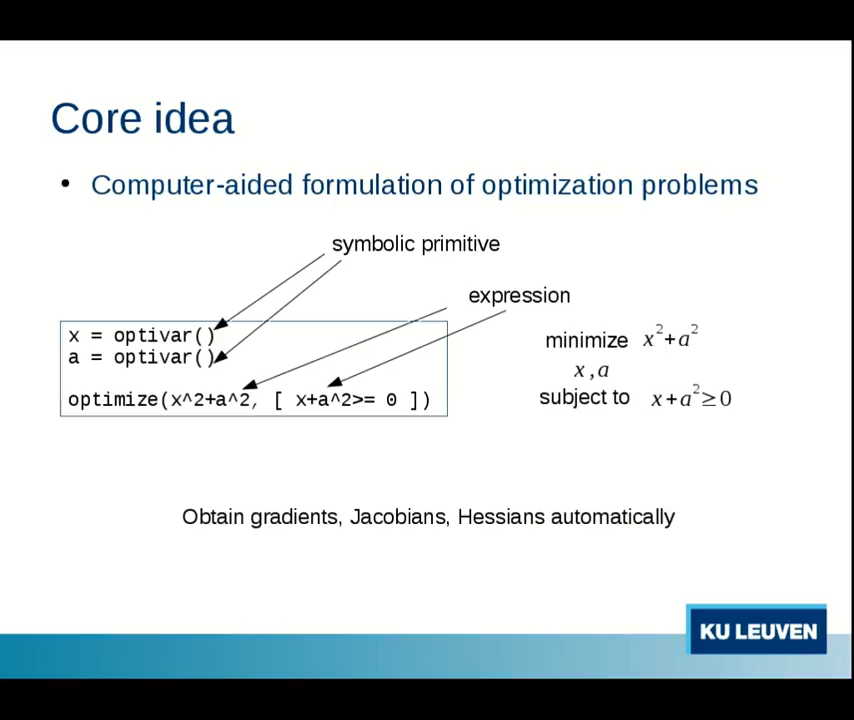 Core idea
• Computer-aided formulation of optimization problems
symbolic primitive
expression
x = optivar()
a = optivar()
optimize(x^2+a^2, [ x+a^2>= 0 ])
minimize x²+a²
x,a
subject to x+a²≥0
Obtain gradients, Jacobians, Hessians automatically
KU LEUVEN